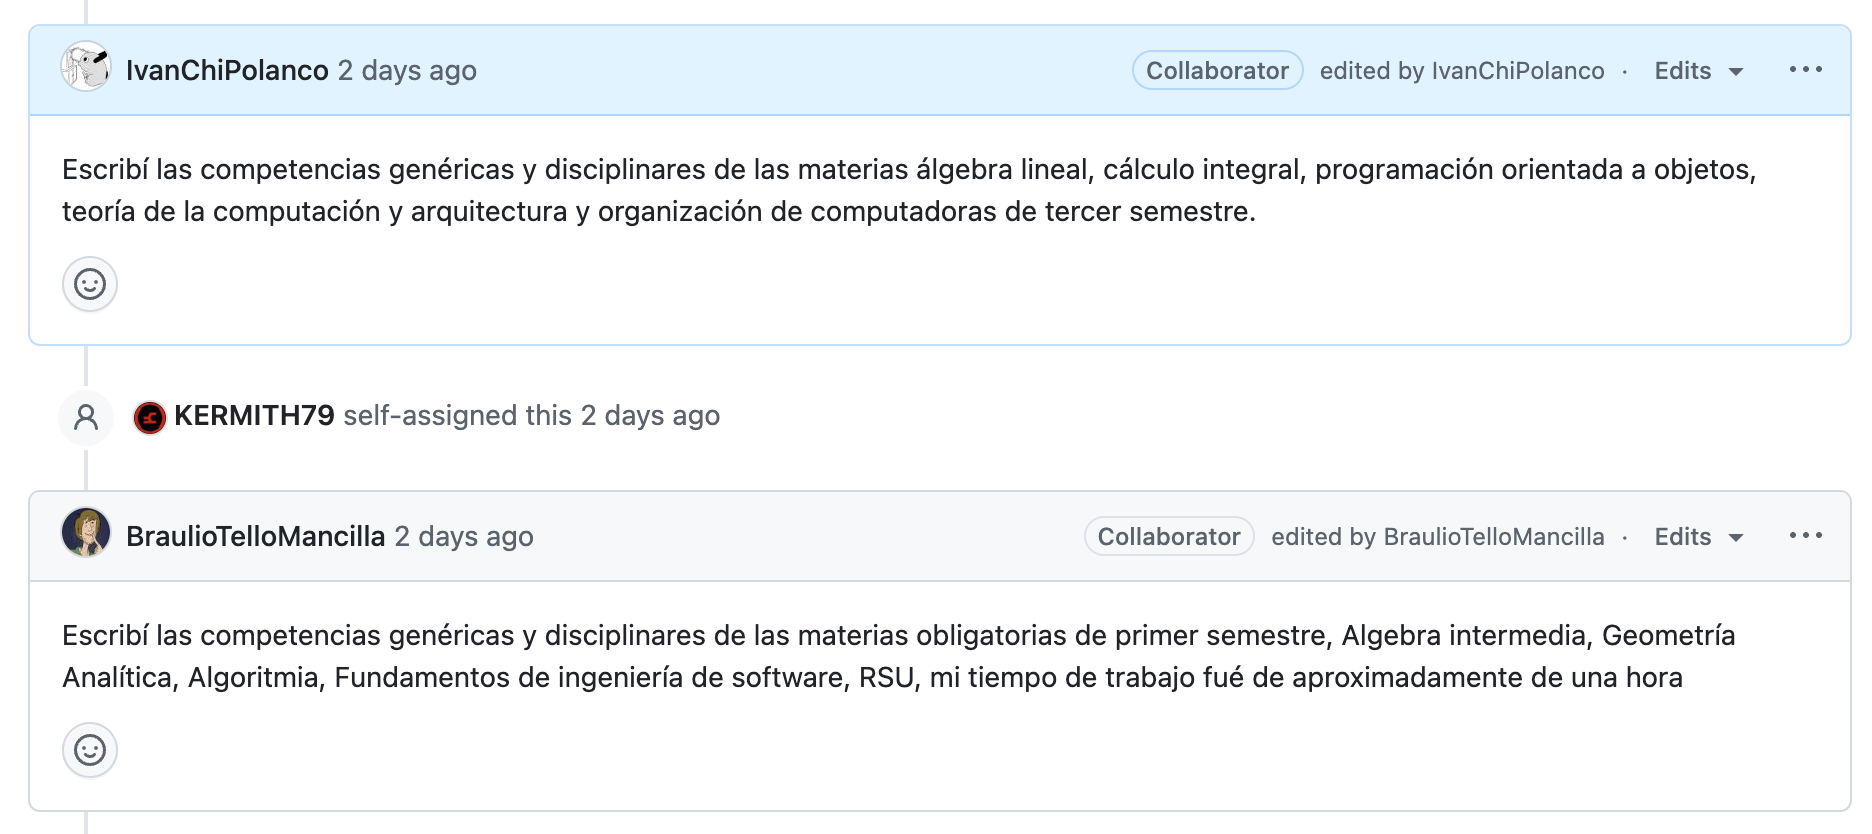 IvanChiPolanco 2 days ago Collaborator edited by IvanChiPolanco · Edits
Escribí las competencias genéricas y disciplinares de las materias álgebra lineal, cálculo integral, programación orientada a objetos,
teoría de la computación y arquitectura y organización de computadoras de tercer semestre.
KERMITH79 self-assigned this 2 days ago
BraulioTelloMancilla 2 days ago Collaborator edited by BraulioTelloMancilla · Edits
Escribí las competencias genéricas y disciplinares de las materias obligatorias de primer semestre, Algebra intermedia, Geometría
Analítica, Algoritmia, Fundamentos de ingeniería de software, RSU, mi tiempo de trabajo fué de aproximadamente de una hora